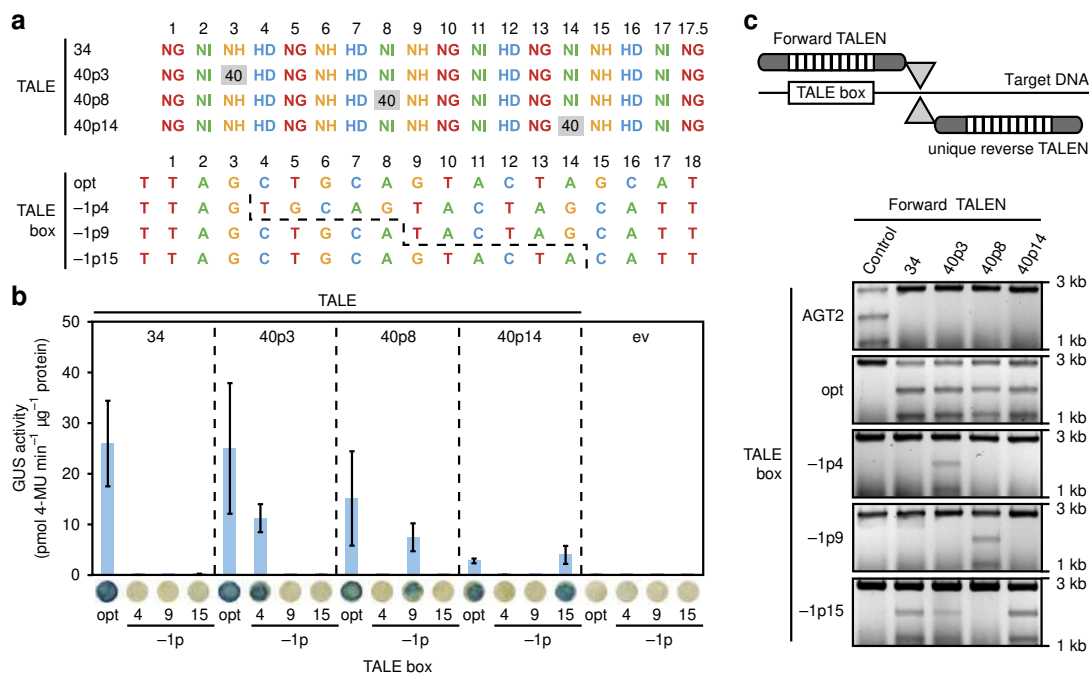 a
1 2 3 4 5 6 7 8 9 10 11 12 13 14 15 16 17 17.5
TALE
34 NG NI NH HD NG NH HD NI NH NG NI HD NG NI NH HD NI NG
40p3 NG NI 40 HD NG NH HD NI NH NG NI HD NG NI NH HD NI NG
40p8 NG NI NH HD NG NH HD 40 NH NG NI HD NG NI NH HD NI NG
40p14 NG NI NH HD NG NH HD NI NH NG NI HD NG 40 NH HD NI NG
1 2 3 4 5 6 7 8 9 10 11 12 13 14 15 16 17 18
TALE
box
opt T T A G C T G C A G T A C T A G C A T
–1p4 T T A G T G C A G T A C T A G C A T T
–1p9 T T A G C T G C A T A C T A G C A T T
–1p15 T T A G C T G C A G T A C T A C A T T
b
TALE
GUS activity
(pmol 4-MU min⁻¹ µg⁻¹ protein)
50
40
30
20
10
0
34 40p3 40p8 40p14 ev
opt 4 9 15 opt 4 9 15 opt 4 9 15 opt 4 9 15 opt 4 9 15
–1p –1p –1p –1p –1p
TALE box
c
Forward TALEN
TALE box
Target DNA
unique reverse TALEN
Forward TALEN
Control 34 40p3 40p8 40p14
TALE
box
AGT2
3 kb
1 kb
opt
3 kb
1 kb
–1p4
3 kb
1 kb
–1p9
3 kb
1 kb
–1p15
3 kb
1 kb